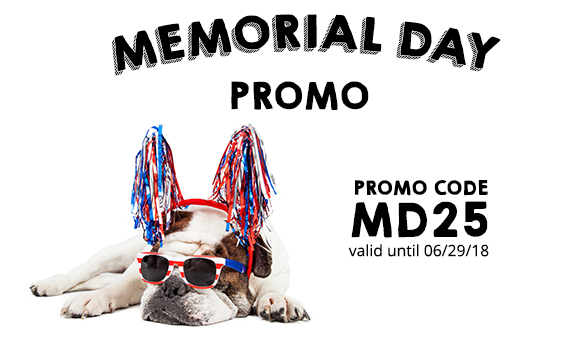 MEMORIAL DAY
PROMO
PROMO CODE
MD25
valid until 06/29/18